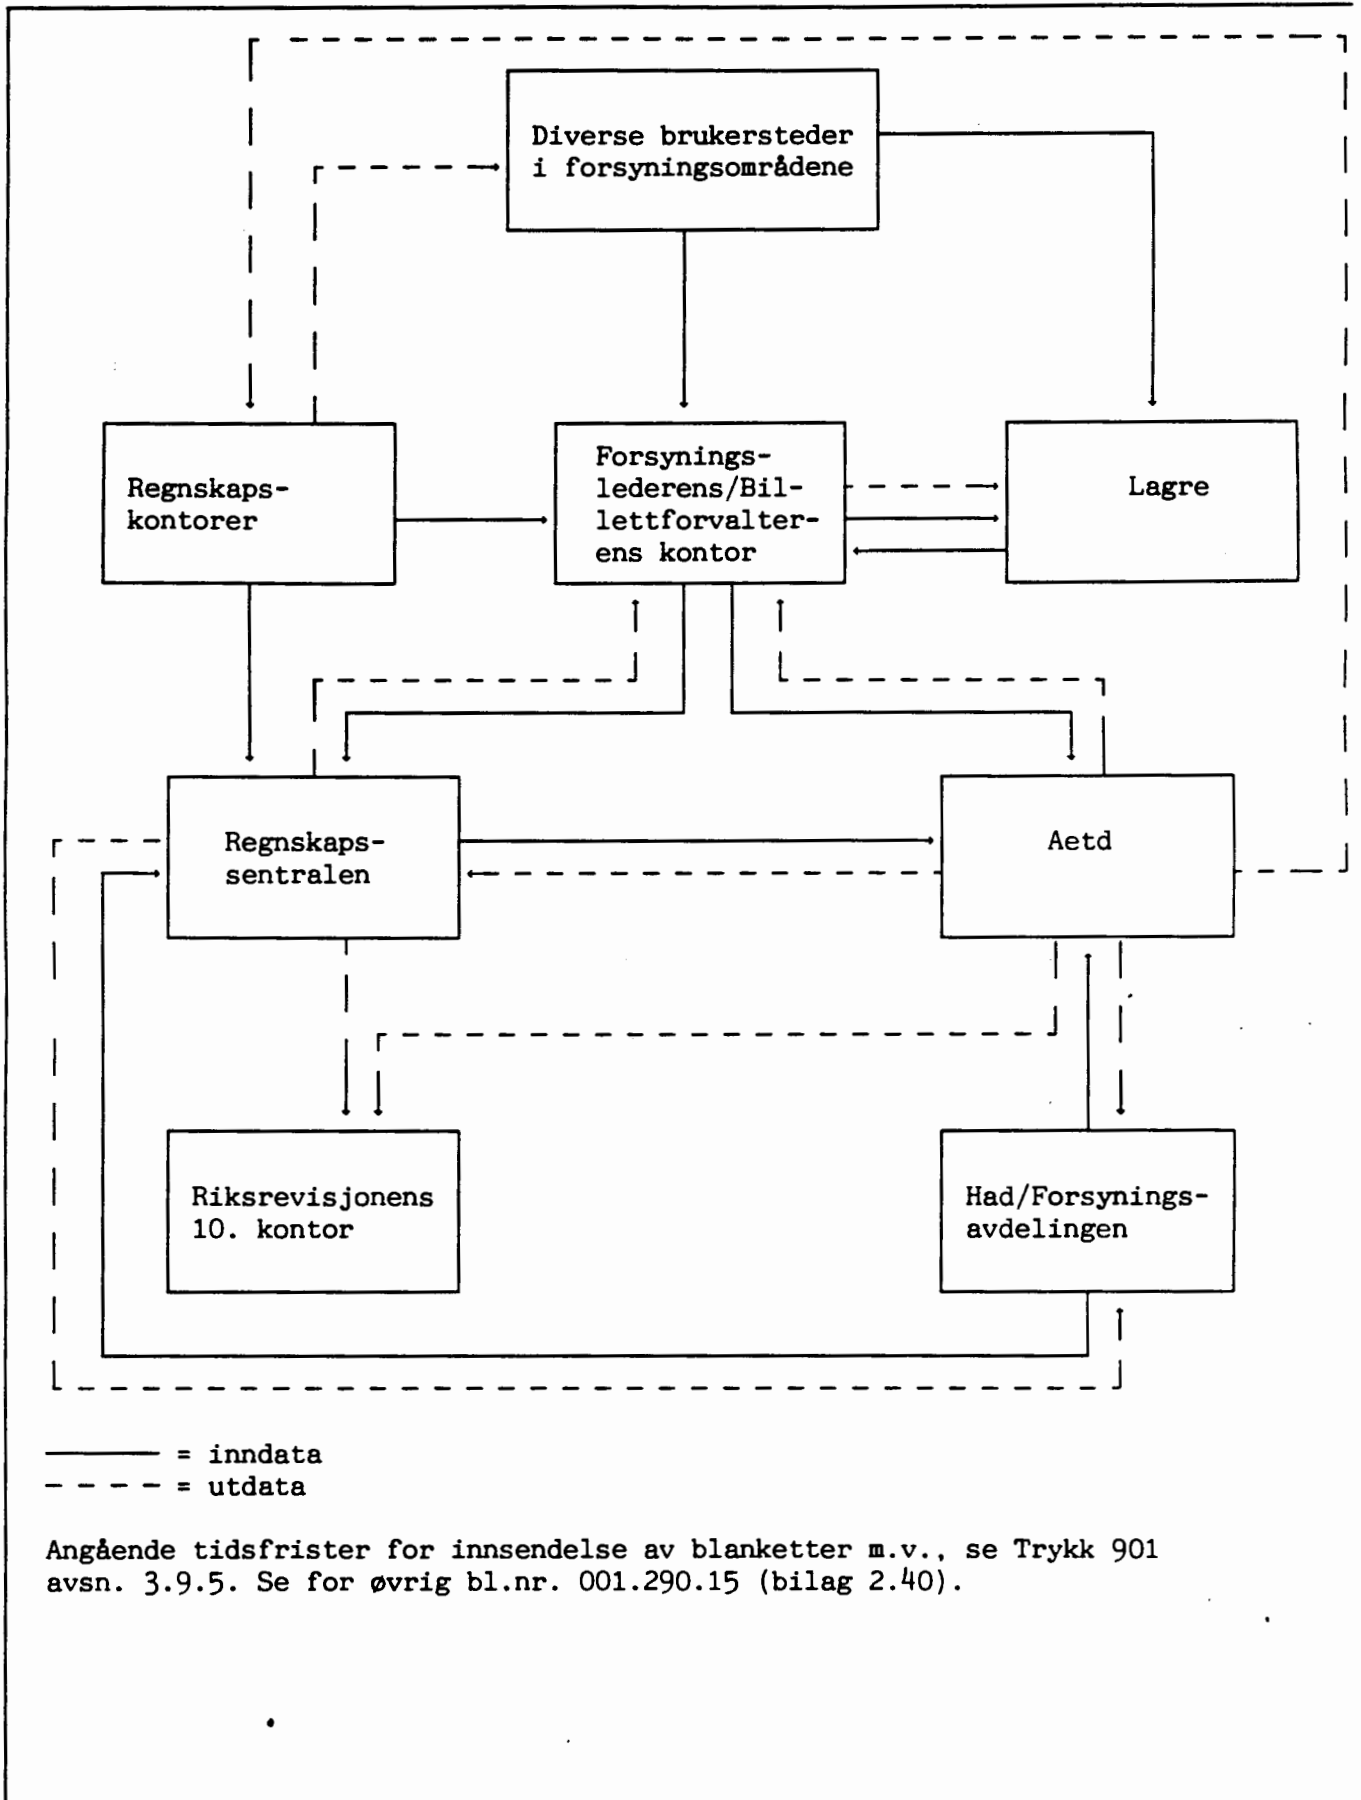 Diverse brukersteder
i forsyningsområdene
Regnskaps-
kontorer
Forsynings-
lederens/Bil-
lettforvalter-
ens kontor
Lagre
Regnskaps-
sentralen
Aetd
Riksrevisjonens
10. kontor
Had/Forsynings-
avdelingen
= inndata
= utdata
Angående tidsfrister for innsendelse av blanketter m.v., se Trykk 901
avsn. 3.9.5. Se for øvrig bl.nr. 001.290.15 (bilag 2.40).